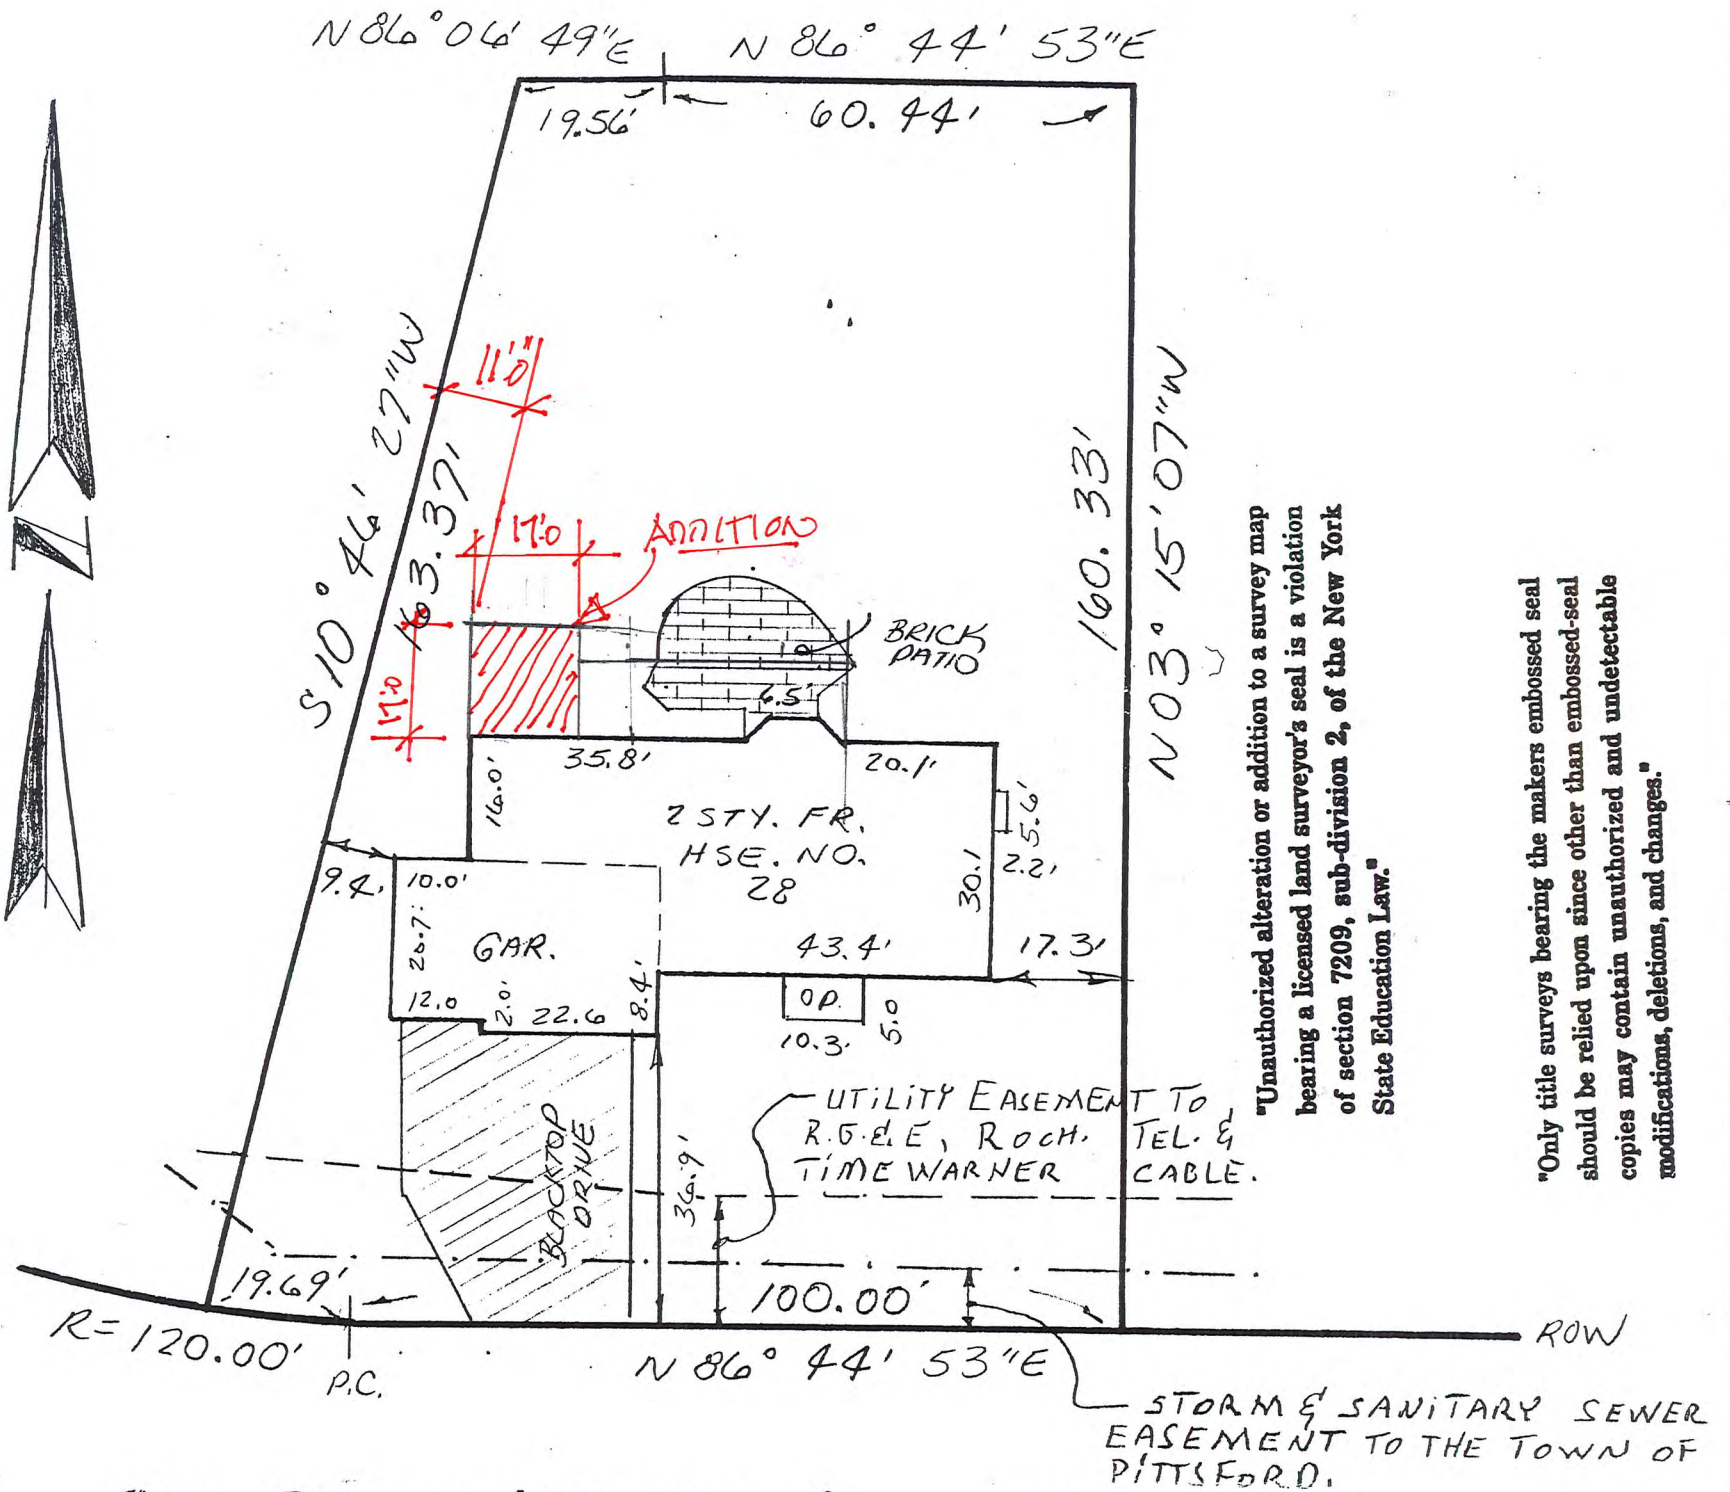 N 86° 06' 49"E
N 86° 44' 53"E
19.56'
60.44'
11'0"
S 10° 46' 27"W
163.37'
160.33'
N 03° 15' 07"W
17'0
ADDITION
17'0
BRICK
PATIO
6.5'
35.8'
20.1'
16.0'
2 STY. FR.
HSE. NO.
28
5.6'
2.2'
30.1
9.4'
10.0'
20.7'
GAR.
43.4'
17.3'
12.0
2.0'
22.6
8.4'
O.P.
5.0
10.3'
UTILITY EASEMENT TO
R.G.&E, ROCH. TEL. &
TIME WARNER CABLE.
BLACKTOP
DRIVE
36.9'
19.69'
100.00'
R= 120.00'
P.C.
N 86° 44' 53"E
ROW
STORM & SANITARY SEWER
EASEMENT TO THE TOWN OF
PITTSFORD.
"Unauthorized alteration or addition to a survey map
bearing a licensed land surveyor's seal is a violation
of section 7209, sub-division 2, of the New York
State Education Law."
"Only title surveys bearing the makers embossed seal
should be relied upon since other than embossed-seal
copies may contain unauthorized and undetectable
modifications, deletions, and changes."